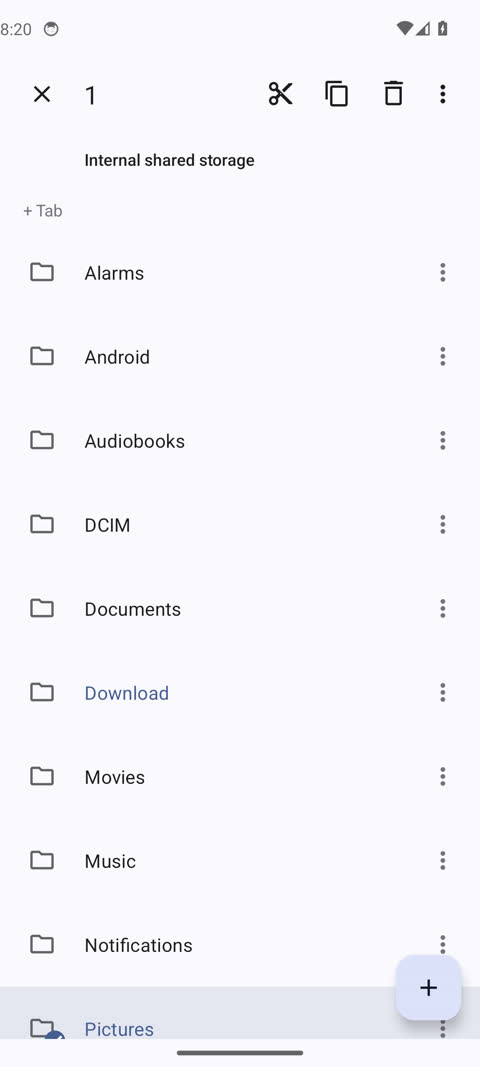 8:20
1
Internal shared storage
+ Tab
Alarms
Android
Audiobooks
DCIM
Documents
Download
Movies
Music
Notifications
Pictures